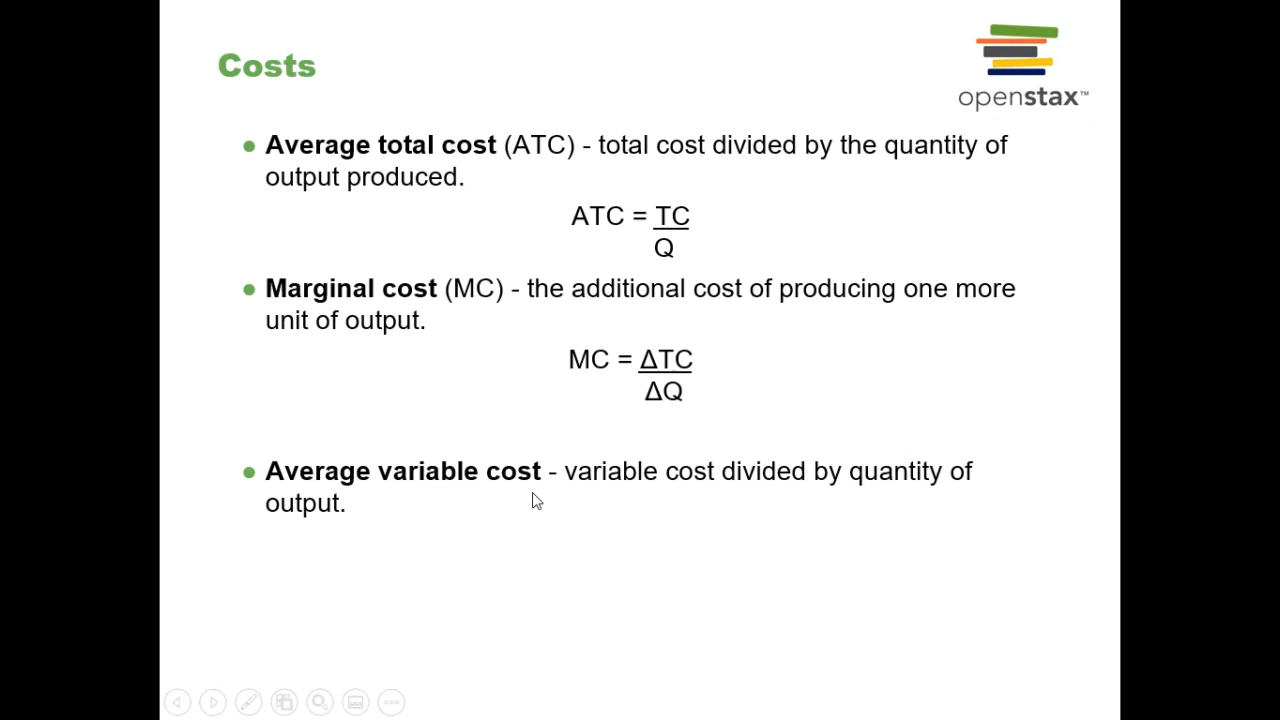 Costs
openstax™
● Average total cost (ATC) - total cost divided by the quantity of
output produced.
ATC = TC
Q
● Marginal cost (MC) - the additional cost of producing one more
unit of output.
MC = ΔTC
ΔQ
● Average variable cost - variable cost divided by quantity of
output.